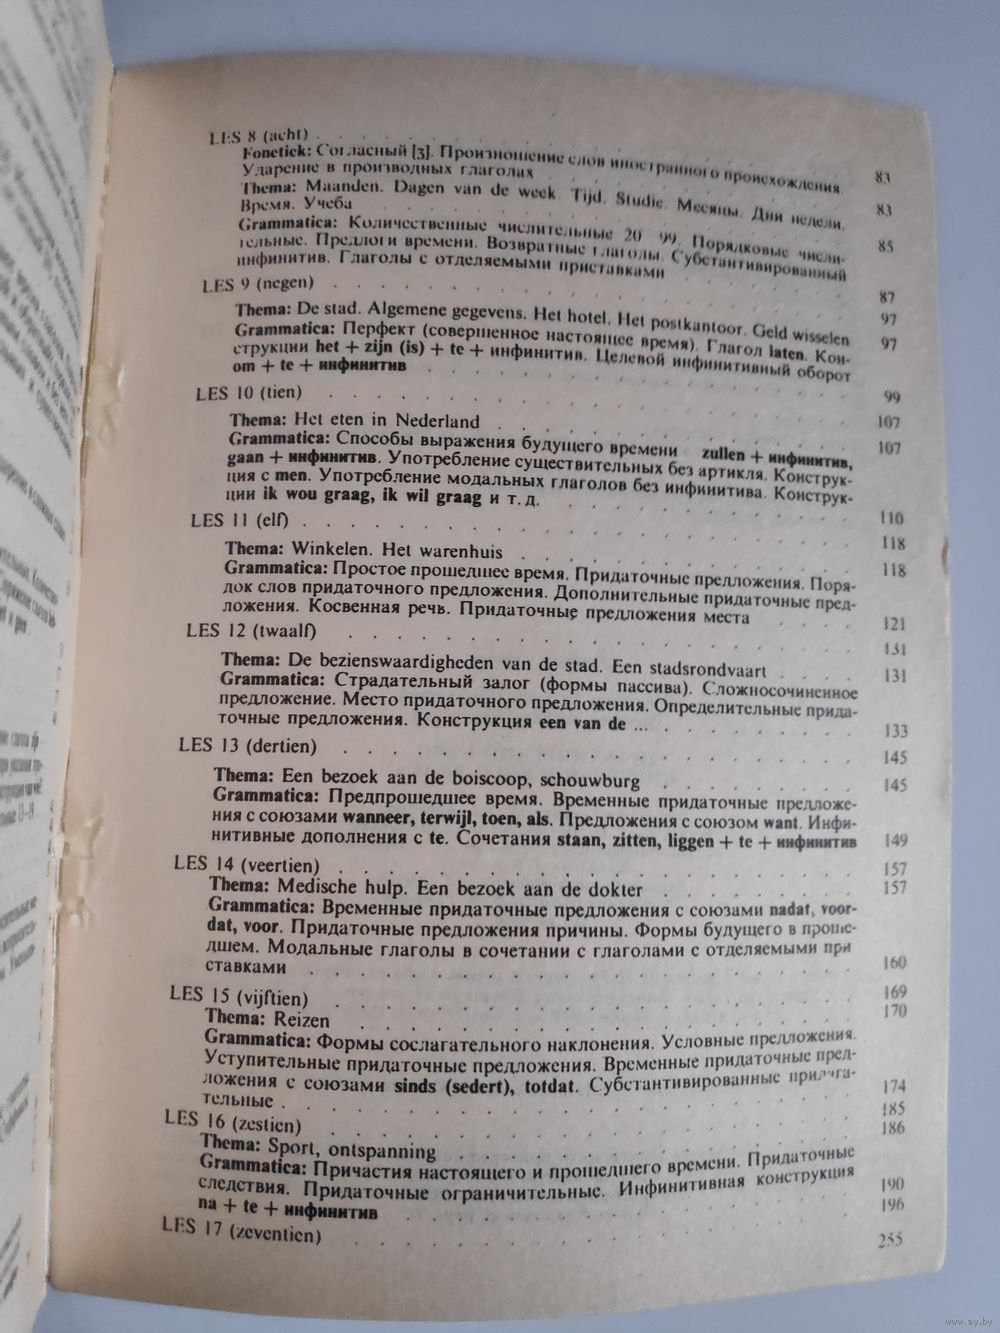 LES 8 (acht) . . . . . . . . 83
Fonetiek: Согласный [ʒ]. Произношение слов иностранного происхождения.
Ударение в производных глаголах . . . . . . . . 83
Thema: Maanden. Dagen van de week. Tijd. Studie. Месяцы. Дни недели.
Время. Учеба . . . . . . . . 85
Grammatica: Количественные числительные 20—99. Порядковые числи-
тельные. Предлоги времени. Возвратные глаголы. Субстантивированный
инфинитив. Глаголы с отделяемыми приставками . . . . . . 87
LES 9 (negen) . . . . . . . . 97
Thema: De stad. Algemene gegevens. Het hotel. Het postkantoor. Geld wisselen 97
Grammatica: Перфект (совершенное настоящее время). Глагол laten. Кон-
струкции het + zijn (is) + te + инфинитив. Целевой инфинитивный оборот
om + te + инфинитив . . . . . . . . 99
LES 10 (tien) . . . . . . . . 107
Thema: Het eten in Nederland . . . . . . . . 107
Grammatica: Способы выражения будущего времени zullen + инфинитив,
gaan + инфинитив. Употребление существительных без артикля. Конструк-
ция с men. Употребление модальных глаголов без инфинитива. Конструк-
ции ik wou graag, ik wil graag и т. д. . . . . . . . . 110
LES 11 (elf) . . . . . . . . 118
Thema: Winkelen. Het warenhuis . . . . . . . . 118
Grammatica: Простое прошедшее время. Придаточные предложения. Поря-
док слов придаточного предложения. Дополнительные придаточные пред-
ложения. Косвенная речь. Придаточные предложения места . . . . 121
LES 12 (twaalf) . . . . . . . . 131
Thema: De bezienswaardigheden van de stad. Een stadsrondvaart . . . . 131
Grammatica: Страдательный залог (формы пассива). Сложносочиненное
предложение. Место придаточного предложения. Определительные прида-
точные предложения. Конструкция een van de ... . . . . . . 133
LES 13 (dertien) . . . . . . . . 145
Thema: Een bezoek aan de boiscoop, schouwburg . . . . . . 145
Grammatica: Предпрошедшее время. Временные придаточные предложе-
ния с союзами wanneer, terwijl, toen, als. Предложения с союзом want. Инфи-
нитивные дополнения с te. Сочетания staan, zitten, liggen + te + инфинитив 149
LES 14 (veertien) . . . . . . . . 157
Thema: Medische hulp. Een bezoek aan de dokter . . . . . . 157
Grammatica: Временные придаточные предложения с союзами nadat, voor-
dat, voor. Придаточные предложения причины. Формы будущего в проше-
дшем. Модальные глаголы в сочетании с глаголами с отделяемыми при
ставками . . . . . . . . 160
LES 15 (vijftien) . . . . . . . . 169
Thema: Reizen . . . . . . . . 170
Grammatica: Формы сослагательного наклонения. Условные предложения.
Уступительные придаточные предложения. Временные придаточные пред-
ложения с союзами sinds (sedert), totdat. Субстантивированные прилага-
тельные . . . . . . . . 174
LES 16 (zestien) . . . . . . . . 185
Thema: Sport, ontspanning . . . . . . . . 186
Grammatica: Причастия настоящего и прошедшего времени. Придаточные
следствия. Придаточные ограничительные. Инфинитивная конструкция
na + te + инфинитив . . . . . . . . 190
LES 17 (zeventien) . . . . . . . . 196
255
www.ay.by